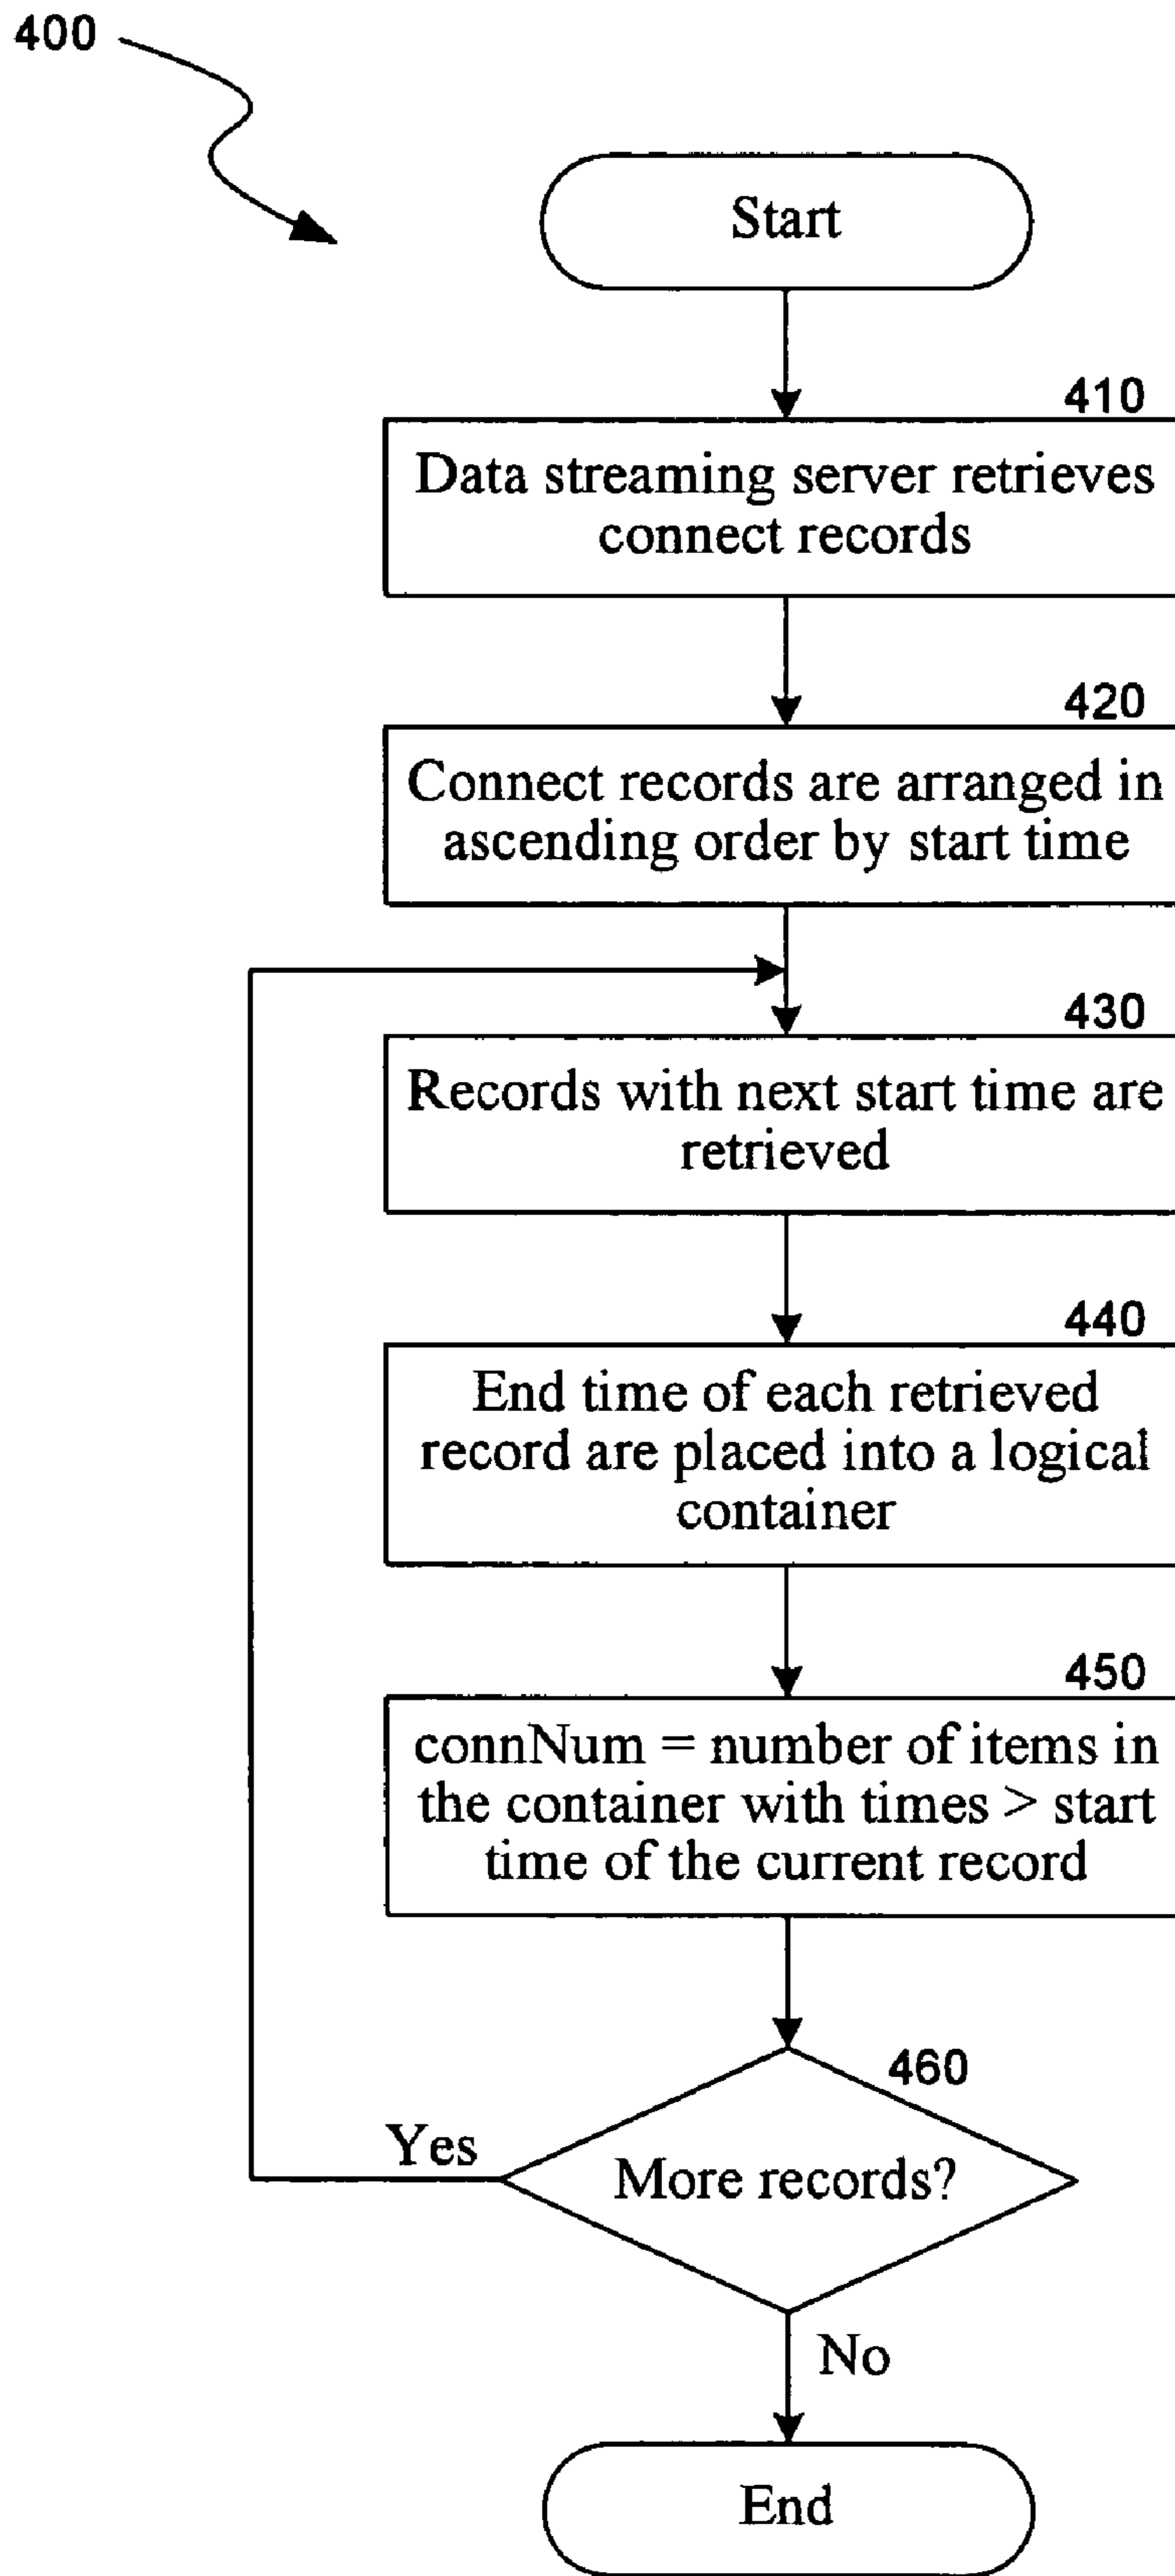 400
Start
410
Data streaming server retrieves
connect records
420
Connect records are arranged in
ascending order by start time
430
Records with next start time are
retrieved
440
End time of each retrieved
record are placed into a logical
container
450
connNum = number of items in
the container with times > start
time of the current record
460
Yes
More records?
No
End